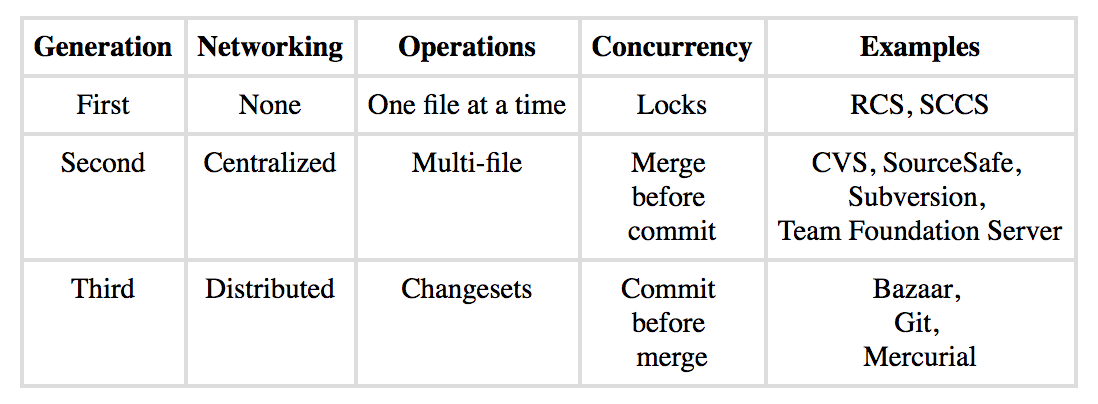 Generation Networking Operations Concurrency Examples
First None One file at a time Locks RCS, SCCS
Second Centralized Multi-file Merge CVS, SourceSafe,
before Subversion,
commit Team Foundation Server
Third Distributed Changesets Commit Bazaar,
before Git,
merge Mercurial